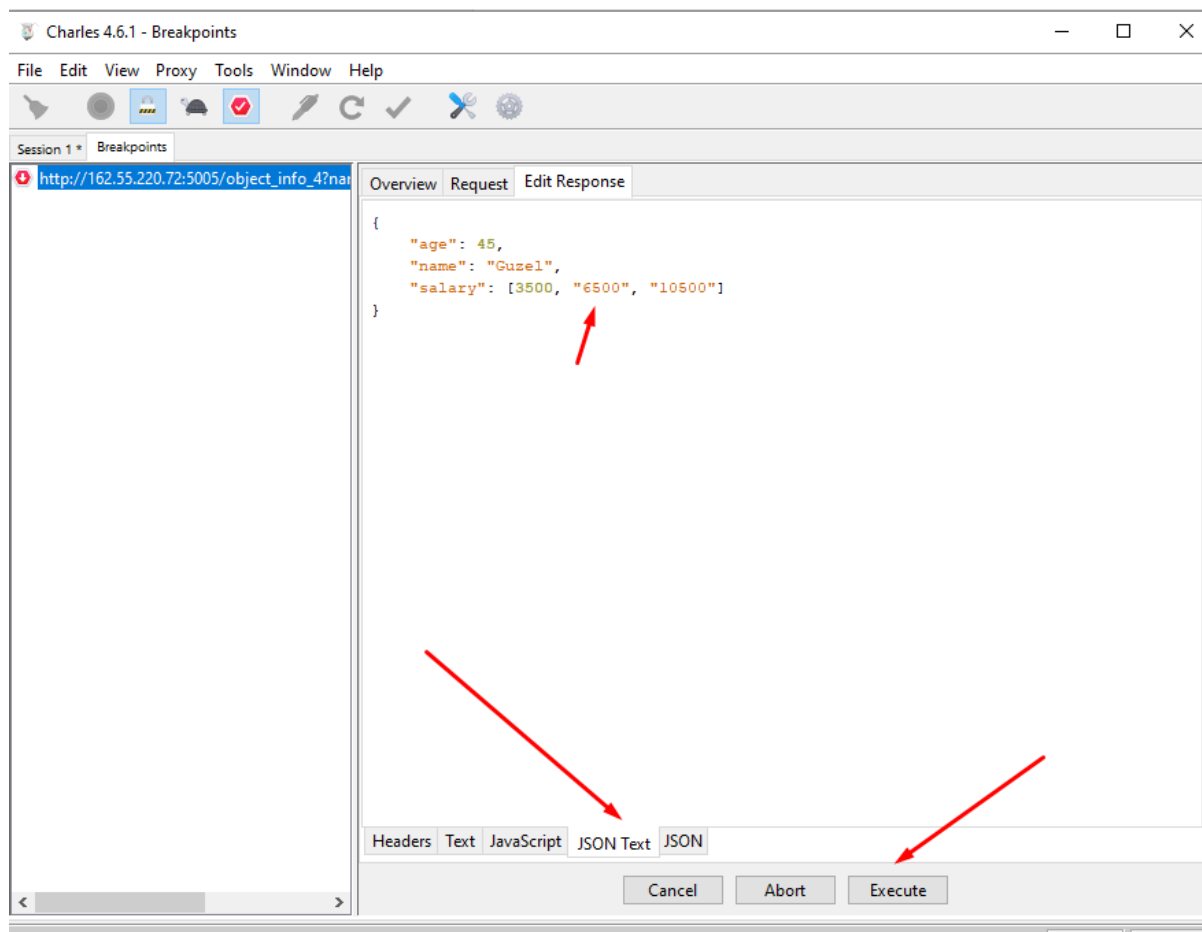 Charles 4.6.1 - Breakpoints
File Edit View Proxy Tools Window Help
Session 1 * Breakpoints
http://162.55.220.72:5005/object_info_4?nar
Overview Request Edit Response
{
"age": 45,
"name": "Guzel",
"salary": [3500, "6500", "10500"]
}
Headers Text JavaScript JSON Text JSON
Cancel Abort Execute